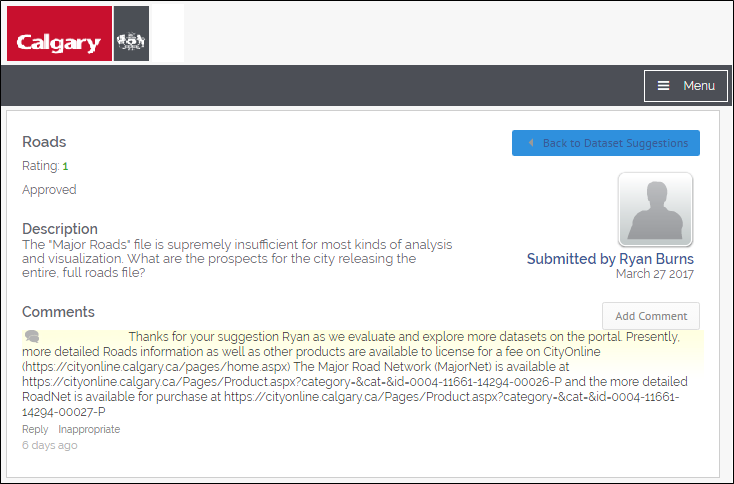 Calgary
Menu
Roads
Back to Dataset Suggestions
Rating: 1
Approved
Description
The "Major Roads" file is supremely insufficient for most kinds of analysis
and visualization. What are the prospects for the city releasing the
entire, full roads file?
Submitted by Ryan Burns
March 27 2017
Comments
Add Comment
Thanks for your suggestion Ryan as we evaluate and explore more datasets on the portal. Presently,
more detailed Roads information as well as other products are available to license for a fee on CityOnline
(https://cityonline.calgary.ca/pages/home.aspx) The Major Road Network (MajorNet) is available at
https://cityonline.calgary.ca/Pages/Product.aspx?category=&cat=&id=0004-11661-14294-00026-P and the more detailed
RoadNet is available for purchase at https://cityonline.calgary.ca/Pages/Product.aspx?category=&cat=&id=0004-11661-
14294-00027-P
Reply Inappropriate
6 days ago